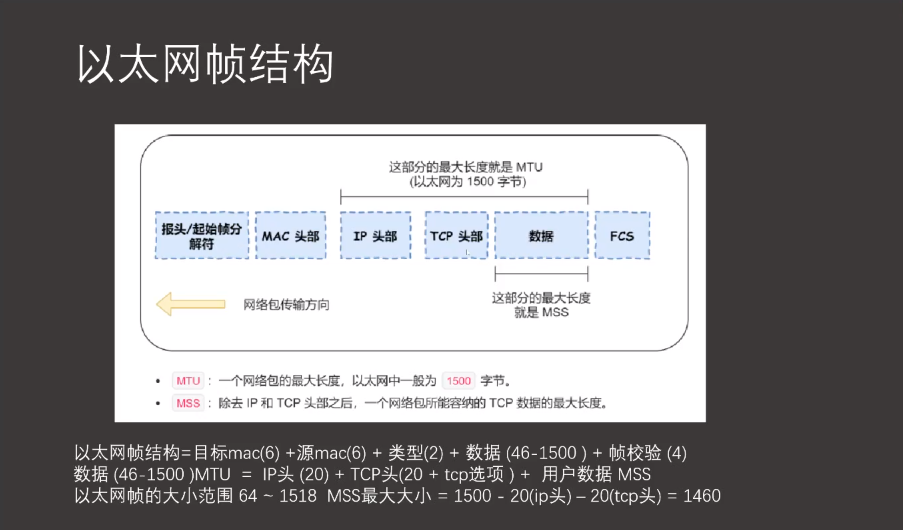 以太网帧结构
这部分的最大长度就是 MTU
(以太网为 1500 字节)
报头/起始帧分
解符
MAC 头部
IP 头部
TCP 头部
数据
FCS
网络包传输方向
这部分的最大长度
就是 MSS
• MTU ：一个网络包的最大长度，以太网中一般为 1500 字节。
• MSS ：除去 IP 和 TCP 头部之后，一个网络包所能容纳的 TCP 数据的最大长度。
以太网帧结构=目标mac(6) +源mac(6) + 类型(2) + 数据 (46-1500 ) + 帧校验 (4)
数据 (46-1500 )MTU = IP头 (20) + TCP头(20 + tcp选项 ) + 用户数据 MSS
以太网帧的大小范围 64 ~ 1518 MSS最大大小 = 1500 - 20(ip头) – 20(tcp头) = 1460